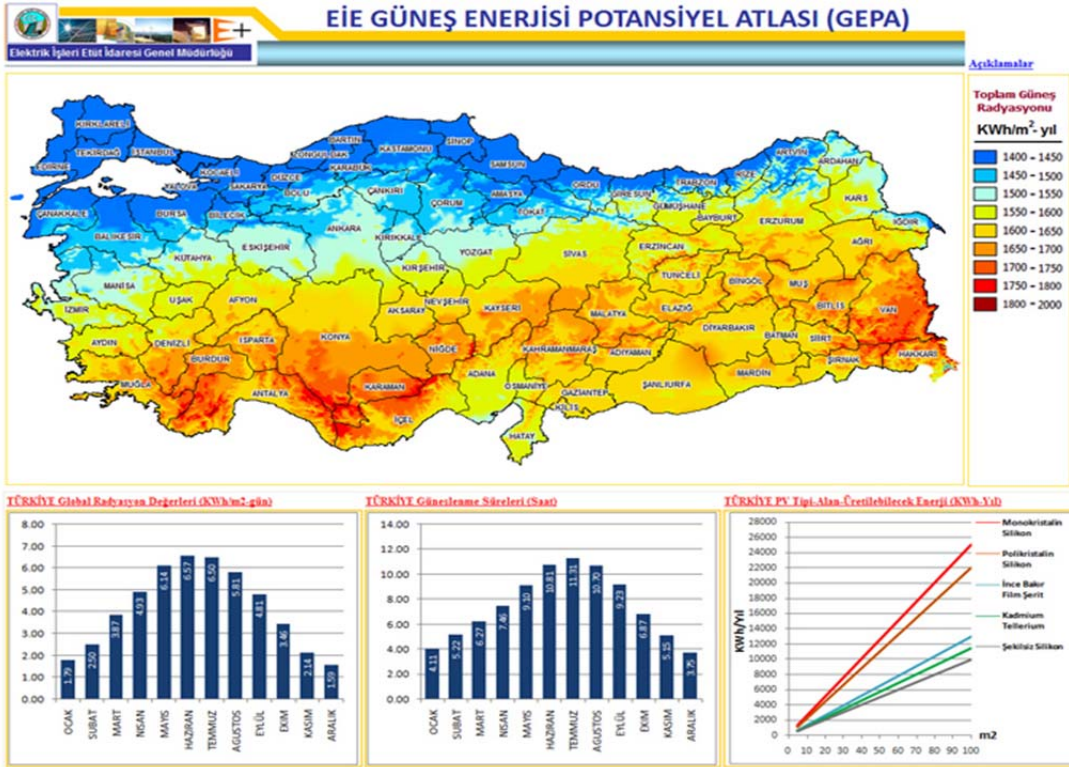 EİE GÜNEŞ ENERJİSİ POTANSİYEL ATLASI (GEPA)
Elektrik İşleri Etüt İdaresi Genel Müdürlüğü
Açıklamalar
Toplam Güneş
Radyasyonu
KWh/m²- yıl
1400 - 1450
1450 - 1500
1500 - 1550
1550 - 1600
1600 - 1650
1650 - 1700
1700 - 1750
1750 - 1800
1800 - 2000
KIRKLARELİ
TEKİRDAĞ
İSTANBUL
EDİRNE
KOCAELİ
YALOVA
SAKARYA
DÜZCE
BOLU
ZONGULDAK
BARTIN
KARABÜK
KASTAMONU
SİNOP
SAMSUN
ÇANKIRI
ÇORUM
AMASYA
TOKAT
ORDU
GİRESUN
TRABZON
RİZE
ARTVİN
ARDAHAN
KARS
IĞDIR
GÜMÜŞHANE
BAYBURT
ERZURUM
AĞRI
ÇANAKKALE
BALIKESİR
BURSA
BİLECİK
ESKİŞEHİR
KÜTAHYA
ANKARA
KIRIKKALE
KIRŞEHİR
YOZGAT
SİVAS
ERZİNCAN
TUNCELİ
BİNGÖL
MUŞ
BİTLİS
VAN
MANİSA
İZMİR
UŞAK
AFYON
AKSARAY
NEVŞEHİR
KAYSERİ
MALATYA
ELAZIĞ
DİYARBAKIR
BATMAN
SİİRT
ŞIRNAK
HAKKARİ
AYDIN
DENİZLİ
ISPARTA
BURDUR
KONYA
NİĞDE
KAHRAMANMARAŞ
ADIYAMAN
MARDİN
ŞANLIURFA
MUĞLA
ANTALYA
KARAMAN
İÇEL
ADANA
OSMANİYE
GAZİANTEP
KİLİS
HATAY
TÜRKİYE Global Radyasyon Değerleri (KWh/m2-gün)
8.00
7.00
6.00
5.00
4.00
3.00
2.00
1.00
0.00
1.79
2.50
3.87
4.93
6.14
6.57
6.50
5.81
4.81
3.46
2.14
1.59
OCAK
SUBAT
MART
NISAN
MAYIS
HAZIRAN
TEMMUZ
AGUSTOS
EYLÜL
EKIM
KASIM
ARALIK
TÜRKİYE Güneşlenme Süreleri (Saat)
14.00
12.00
10.00
8.00
6.00
4.00
2.00
0.00
4.11
5.22
6.27
7.46
9.10
10.81
11.31
10.70
9.23
6.87
5.15
3.75
OCAK
SUBAT
MART
NISAN
MAYIS
HAZIRAN
TEMMUZ
AGUSTOS
EYLÜL
EKIM
KASIM
ARALIK
TÜRKİYE PV Tipi-Alan-Üretilebilecek Enerji (KWh-Yıl)
KWh/Yıl
28000
26000
24000
22000
20000
18000
16000
14000
12000
10000
8000
6000
4000
2000
0
0 10 20 30 40 50 60 70 80 90 100
m2
Monokristalin
Silikon
Polikristalin
Silikon
İnce Bakır
Film Şerit
Kadmium
Tellerium
Şekilsiz Silikon